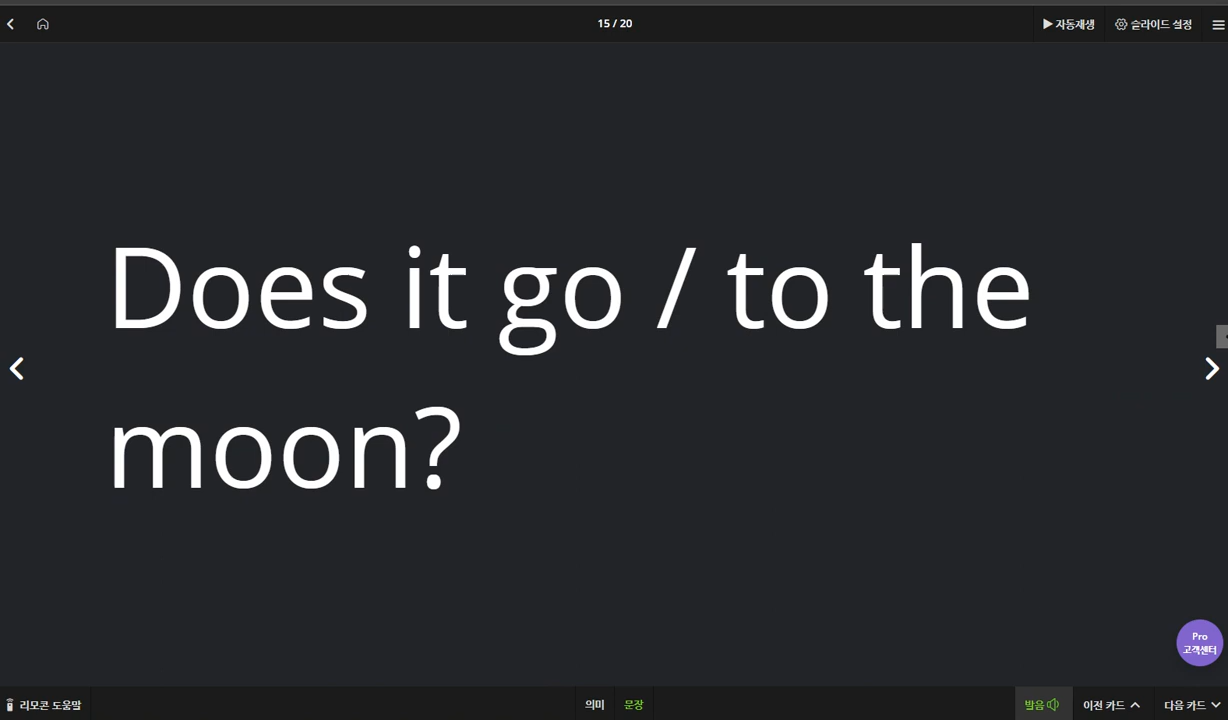 15 / 20
자동재생
슬라이드 설정
Does it go / to the
moon?
Pro
고객센터
리모콘 도움말
의미
문장
발음
이전 카드
다음 카드